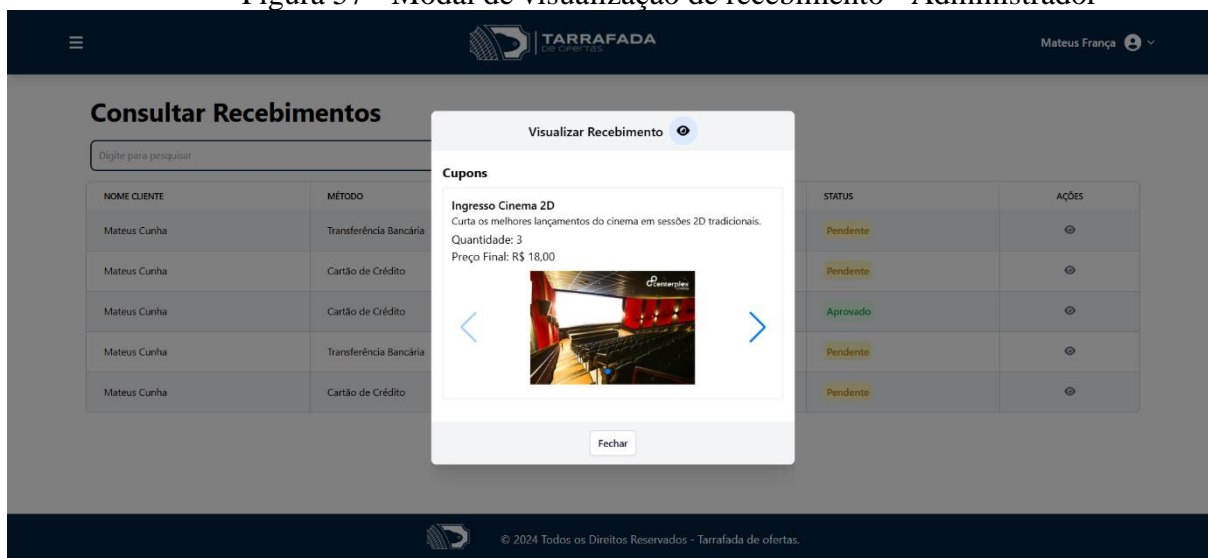 Figura 37 - Modal de visualização de recebimento - Administrador
TARRAFADA
DE OFERTAS
Mateus França
Consultar Recebimentos
Digite para pesquisar
NOME CLIENTE
MÉTODO
STATUS
AÇÕES
Mateus Cunha
Transferência Bancária
Pendente
Mateus Cunha
Cartão de Crédito
Pendente
Mateus Cunha
Cartão de Crédito
Aprovado
Mateus Cunha
Transferência Bancária
Pendente
Mateus Cunha
Cartão de Crédito
Pendente
Visualizar Recebimento
Cupons
Ingresso Cinema 2D
Curta os melhores lançamentos do cinema em sessões 2D tradicionais.
Quantidade: 3
Preço Final: R$ 18,00
centerplex
Fechar
© 2024 Todos os Direitos Reservados - Tarrafada de ofertas.